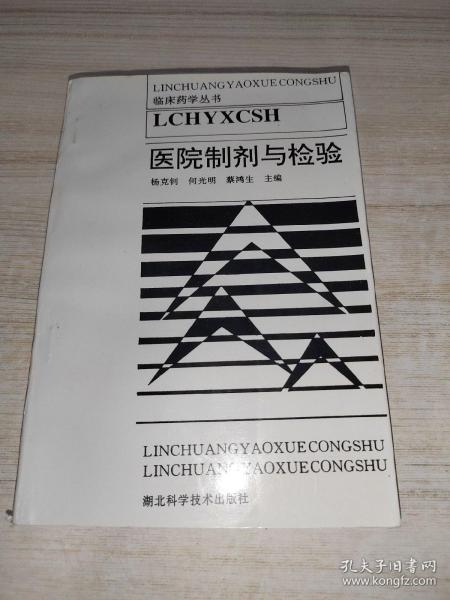 LINCHUANGYAOXUECONGSHU
临床药学丛书
LCHYXCSH
医院制剂与检验
杨克钊 何光明 蔡鸿生 主编
LINCHUANGYAOXUECONGSHU
LINCHUANGYAOXUECONGSHU
湖北科学技术出版社
孔夫子旧书网
www.kongfz.com